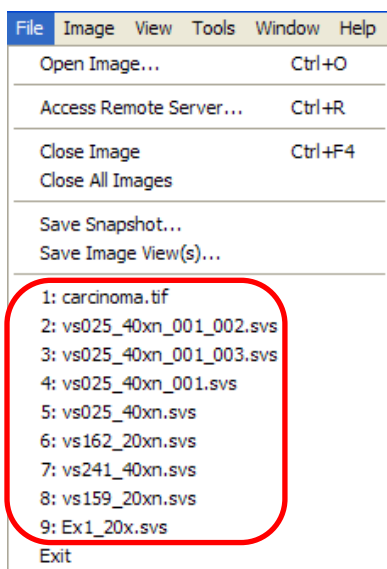 File Image View Tools Window Help
Open Image... Ctrl+O
Access Remote Server... Ctrl+R
Close Image Ctrl+F4
Close All Images
Save Snapshot...
Save Image View(s)...
1: carcinoma.tif
2: vs025_40xn_001_002.svs
3: vs025_40xn_001_003.svs
4: vs025_40xn_001.svs
5: vs025_40xn.svs
6: vs162_20xn.svs
7: vs241_40xn.svs
8: vs159_20xn.svs
9: Ex1_20x.svs
Exit